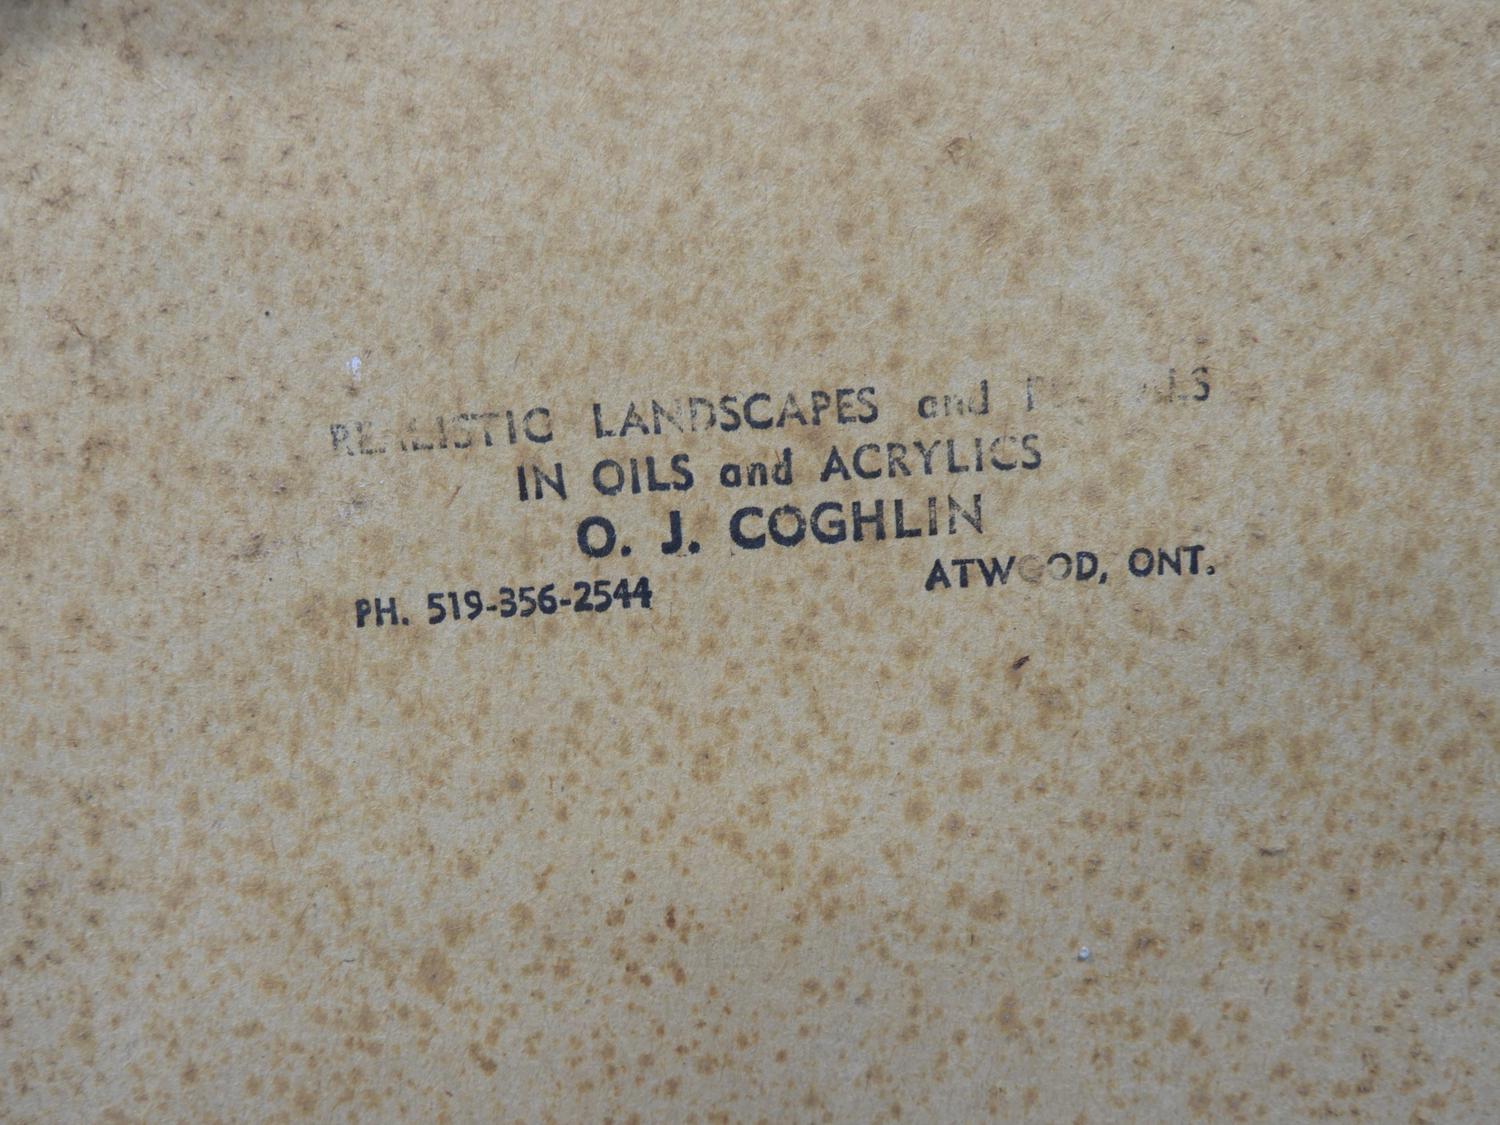 REALISTIC LANDSCAPES and
IN OILS and ACRYLICS
O. J. COGHLIN
ATWOOD, ONT.
PH. 519-356-2544